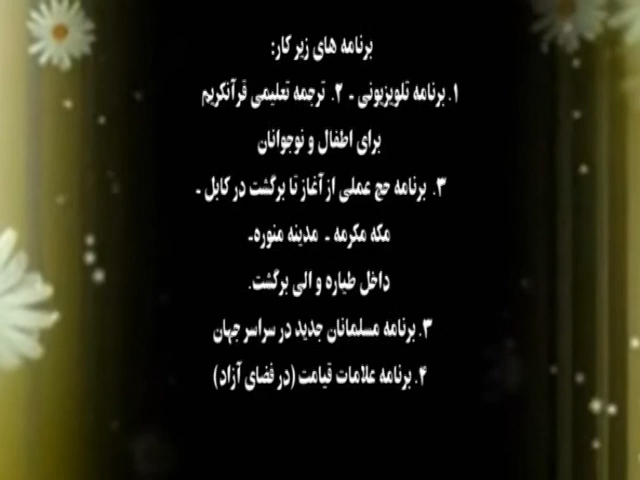 برنامه های زیر کار:
۱. برنامه تلویزیونی - ۲. ترجمه تعلیمی قرآنکریم
برای اطفال و نوجوانان
۳. برنامه حج عملی از آغاز تا برگشت در کابل -
مکه مکرمه - مدینه منوره-
داخل طیاره و الی برگشت.
۳. برنامه مسلمانان جدید در سراسر جهان
۴. برنامه علامات قیامت (در فضای آزاد)